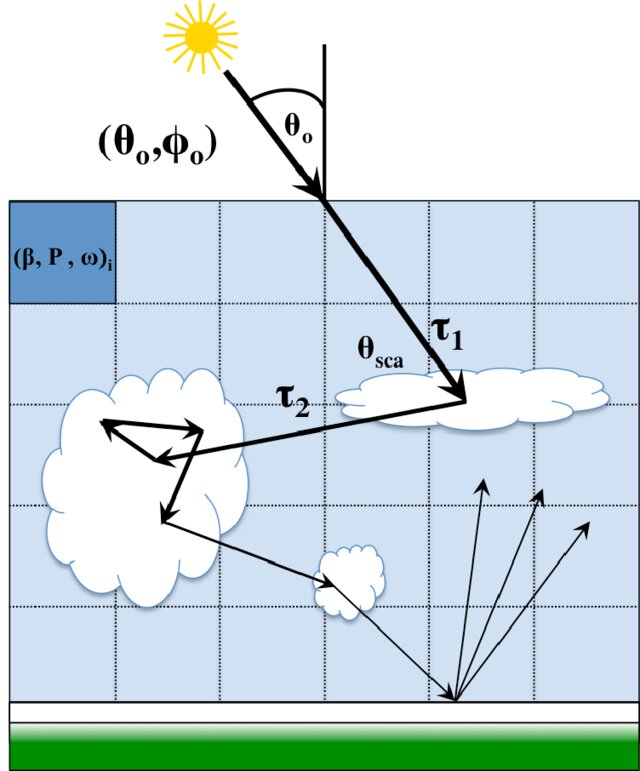 θₒ
(θₒ,ϕₒ)
(β, P , ω)ᵢ
τ₁
θsca
τ₂